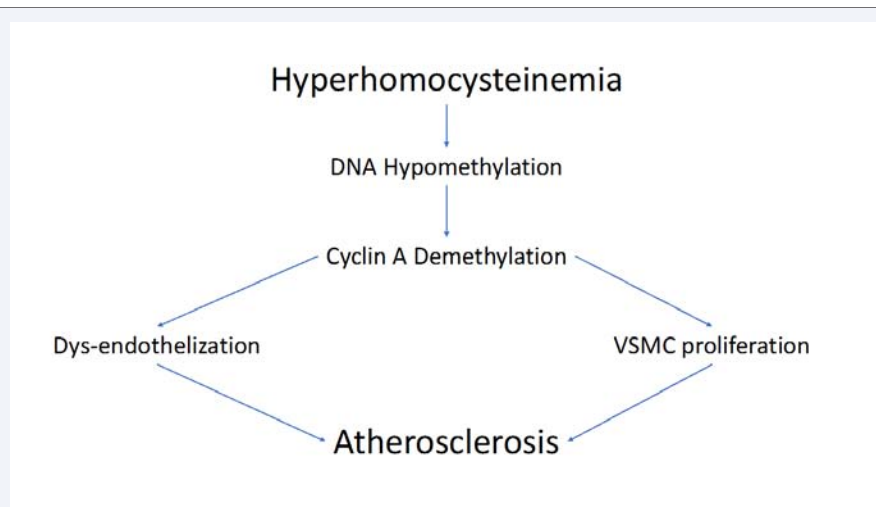 Hyperhomocysteinemia
DNA Hypomethylation
Cyclin A Demethylation
Dys-endothelization
VSMC proliferation
Atherosclerosis